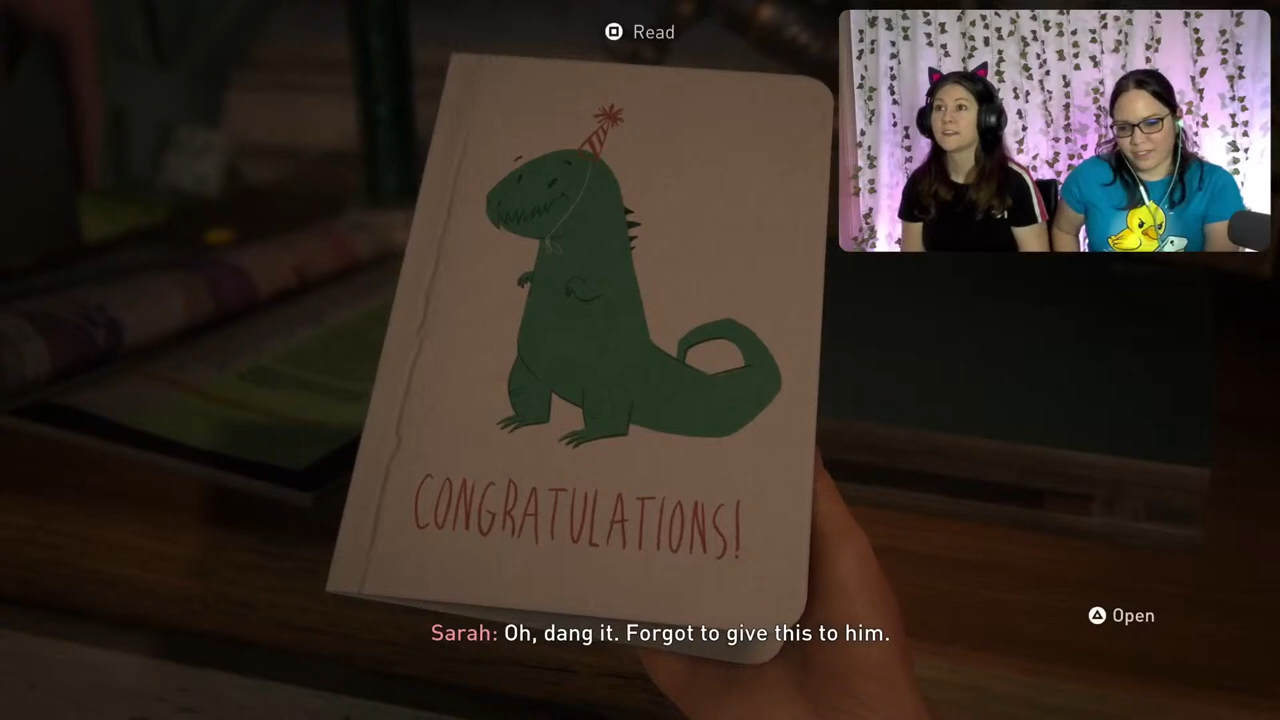 Read
CONGRATULATIONS!
Open
Sarah: Oh, dang it. Forgot to give this to him.